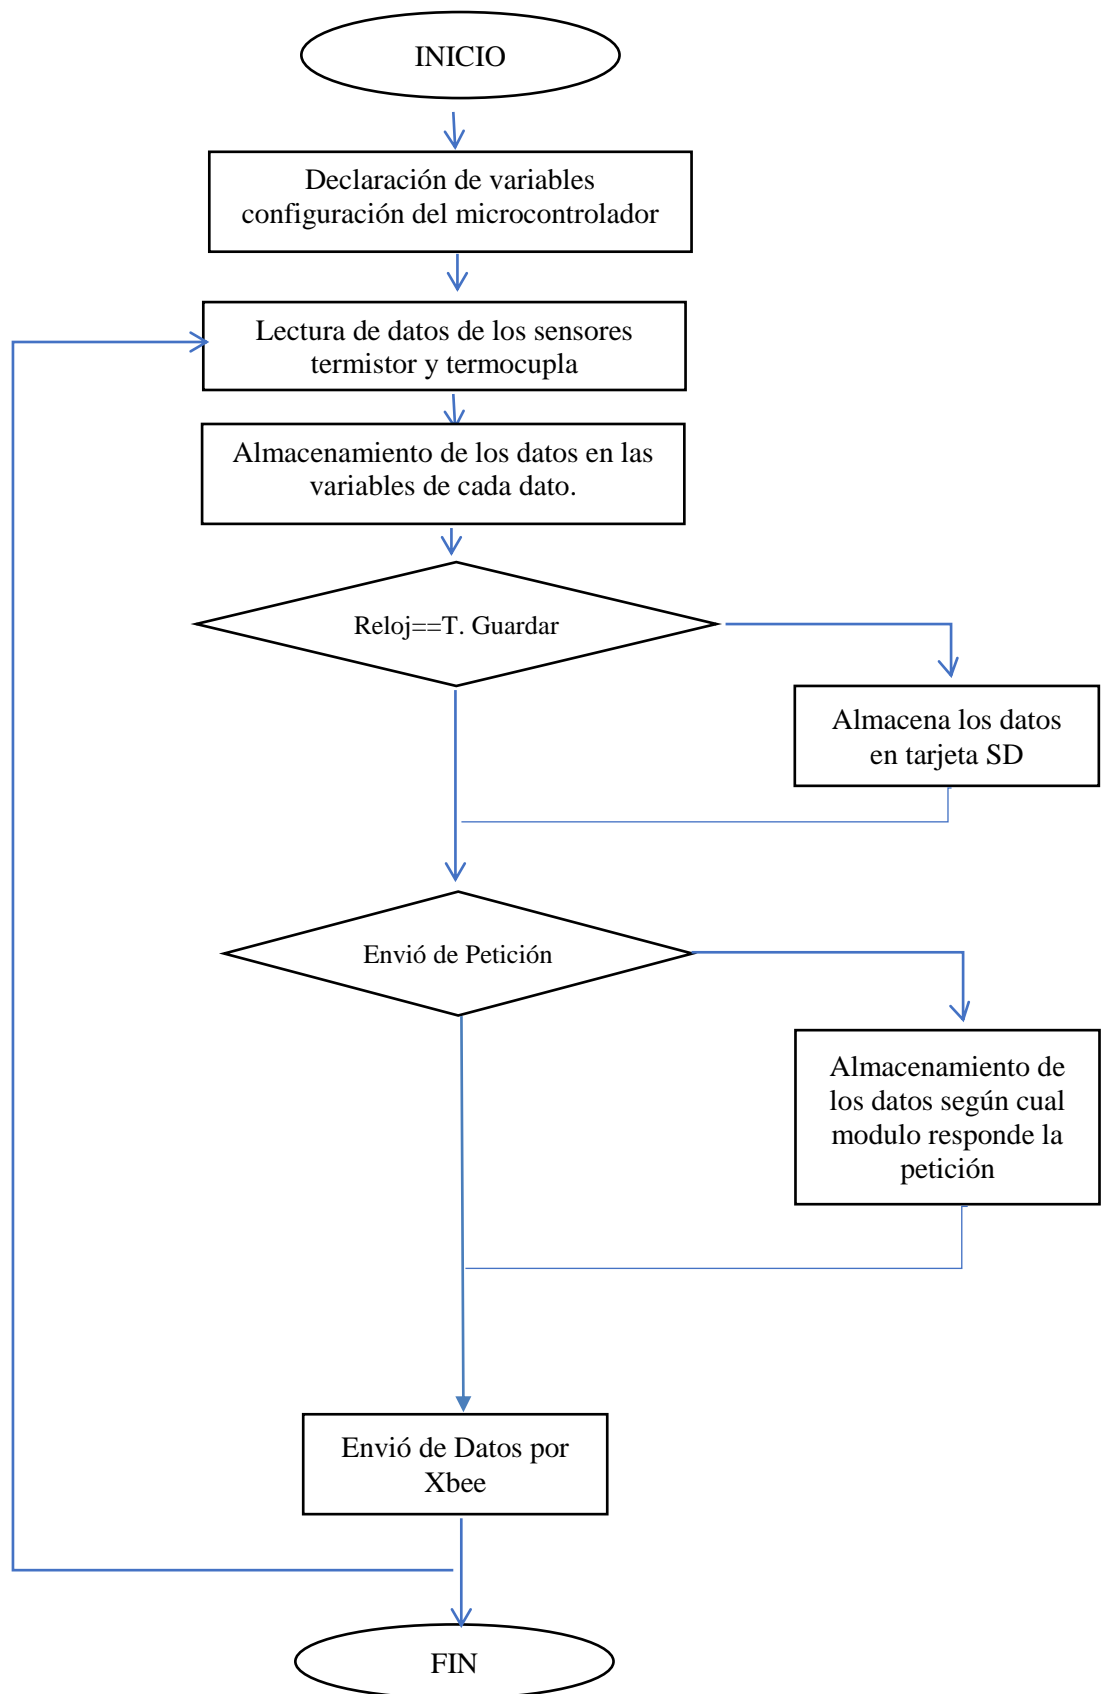 INICIO
Declaración de variables
configuración del microcontrolador
Lectura de datos de los sensores
termistor y termocupla
Almacenamiento de los datos en las
variables de cada dato.
Reloj==T. Guardar
Almacena los datos
en tarjeta SD
Envió de Petición
Almacenamiento de
los datos según cual
modulo responde la
petición
Envió de Datos por
Xbee
FIN